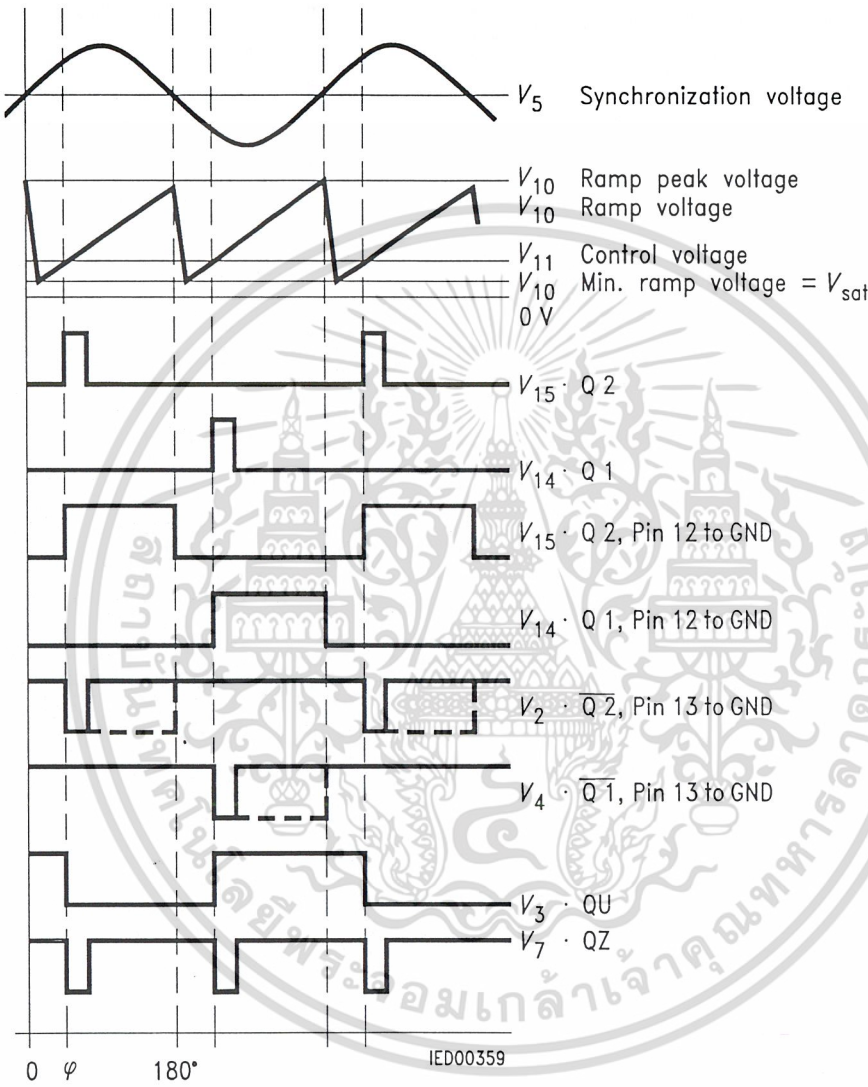 V5 Synchronization voltage
V10 Ramp peak voltage
V10 Ramp voltage
V11 Control voltage
V10 Min. ramp voltage = Vsat
0 V
V15 · Q 2
V14 · Q 1
V15 · Q 2, Pin 12 to GND
V14 · Q 1, Pin 12 to GND
V2 · Q̅ 2̅, Pin 13 to GND
V4 · Q̅ 1̅, Pin 13 to GND
V3 · QU
V7 · QZ
IED00359
0 φ 180°